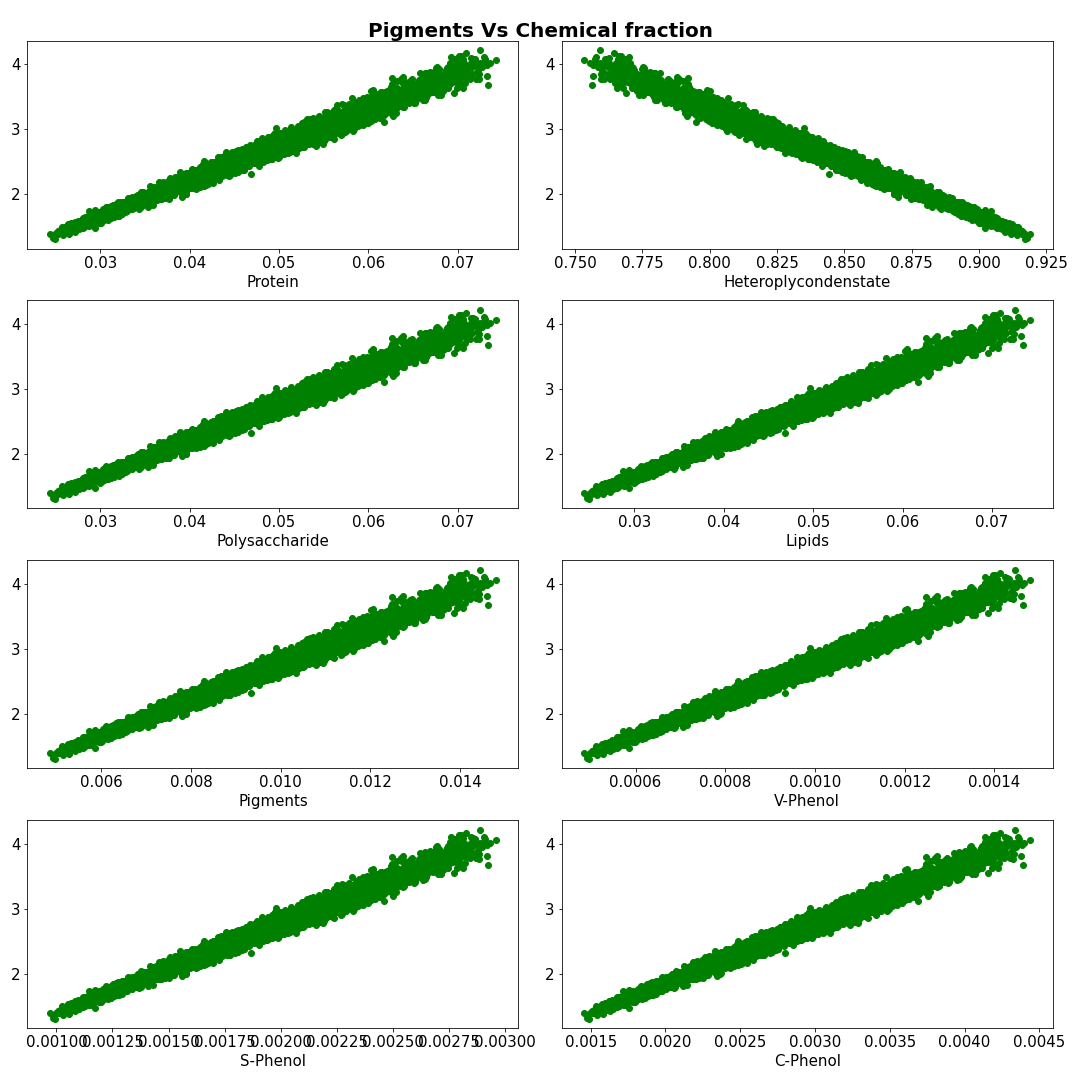 Pigments Vs Chemical fraction
4
3
2
0.03 0.04 0.05 0.06 0.07
Protein
4
3
2
0.750 0.775 0.800 0.825 0.850 0.875 0.900 0.925
Heteroplycondenstate
4
3
2
0.03 0.04 0.05 0.06 0.07
Polysaccharide
4
3
2
0.03 0.04 0.05 0.06 0.07
Lipids
4
3
2
0.006 0.008 0.010 0.012 0.014
Pigments
4
3
2
0.0006 0.0008 0.0010 0.0012 0.0014
V-Phenol
4
3
2
0.00100 0.00125 0.00150 0.00175 0.00200 0.00225 0.00250 0.00275 0.00300
S-Phenol
4
3
2
0.0015 0.0020 0.0025 0.0030 0.0035 0.0040 0.0045
C-Phenol